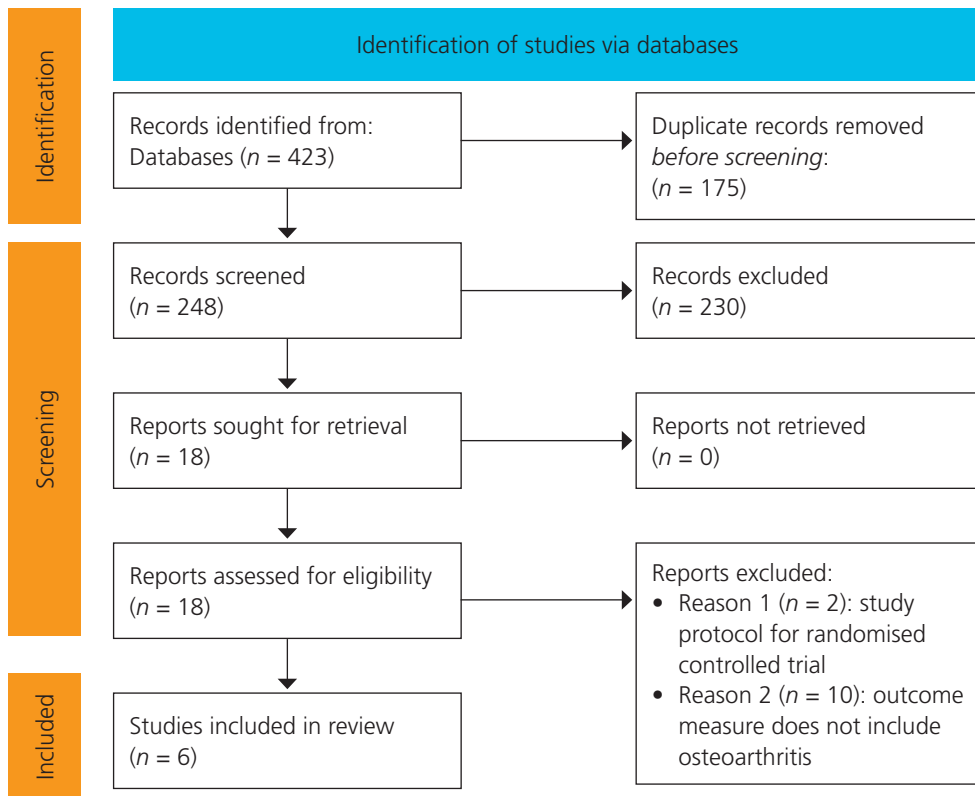 Identification of studies via databases
Identification
Records identified from:
Databases (n = 423)
Duplicate records removed
before screening:
(n = 175)
Screening
Records screened
(n = 248)
Records excluded
(n = 230)
Reports sought for retrieval
(n = 18)
Reports not retrieved
(n = 0)
Reports assessed for eligibility
(n = 18)
Reports excluded:
• Reason 1 (n = 2): study
protocol for randomised
controlled trial
• Reason 2 (n = 10): outcome
measure does not include
osteoarthritis
Included
Studies included in review
(n = 6)